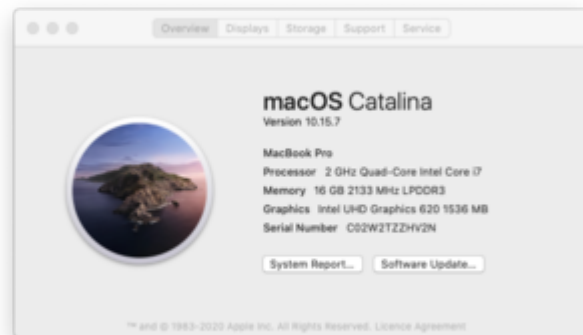 Overview Displays Storage Support Service
macOS Catalina
Version 10.15.7
MacBook Pro
Processor 2 GHz Quad-Core Intel Core i7
Memory 16 GB 2133 MHz LPDDR3
Graphics Intel UHD Graphics 620 1536 MB
Serial Number C02W2TZZHV2N
System Report... Software Update...
™ and © 1983-2020 Apple Inc. All Rights Reserved. Licence Agreement